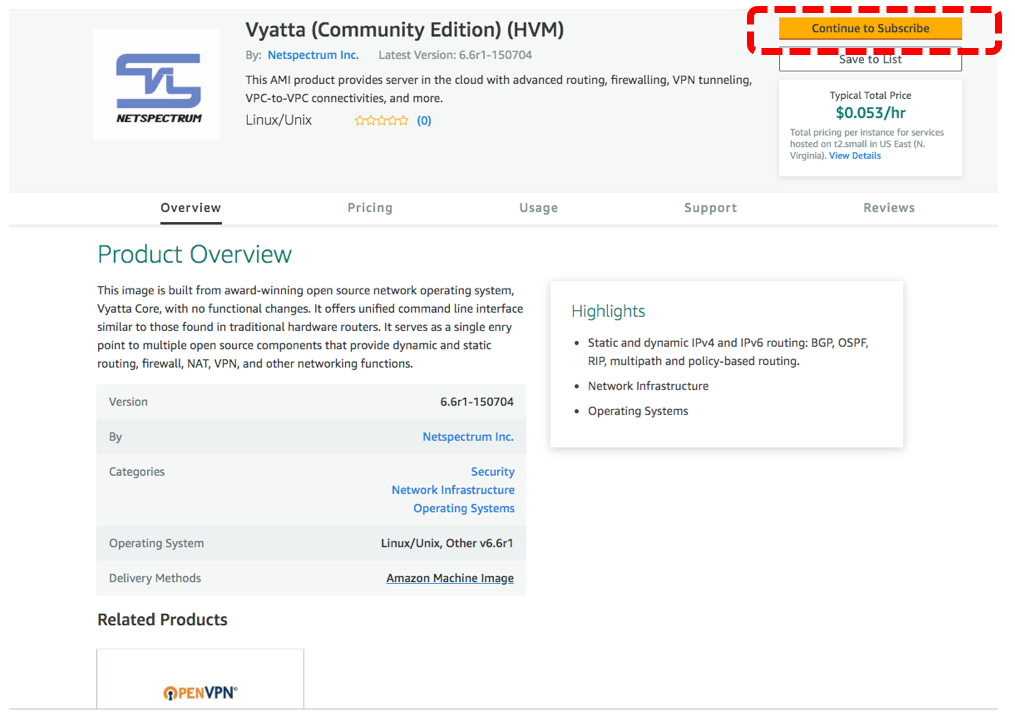 Vyatta (Community Edition) (HVM)
By: Netspectrum Inc. Latest Version: 6.6r1-150704
This AMI product provides server in the cloud with advanced routing, firewalling, VPN tunneling,
VPC-to-VPC connectivities, and more.
Linux/Unix (0)
NETSPECTRUM
Continue to Subscribe
Save to List
Typical Total Price
$0.053/hr
Total pricing per instance for services
hosted on t2.small in US East (N.
Virginia). View Details
Overview Pricing Usage Support Reviews
Product Overview
This image is built from award-winning open source network operating system,
Vyatta Core, with no functional changes. It offers unified command line interface
similar to those found in traditional hardware routers. It serves as a single entry
point to multiple open source components that provide dynamic and static
routing, firewall, NAT, VPN, and other networking functions.
Highlights
• Static and dynamic IPv4 and IPv6 routing: BGP, OSPF,
RIP, multipath and policy-based routing.
• Network Infrastructure
• Operating Systems
Version 6.6r1-150704
By Netspectrum Inc.
Categories Security
Network Infrastructure
Operating Systems
Operating System Linux/Unix, Other v6.6r1
Delivery Methods Amazon Machine Image
Related Products
OPENVPN®